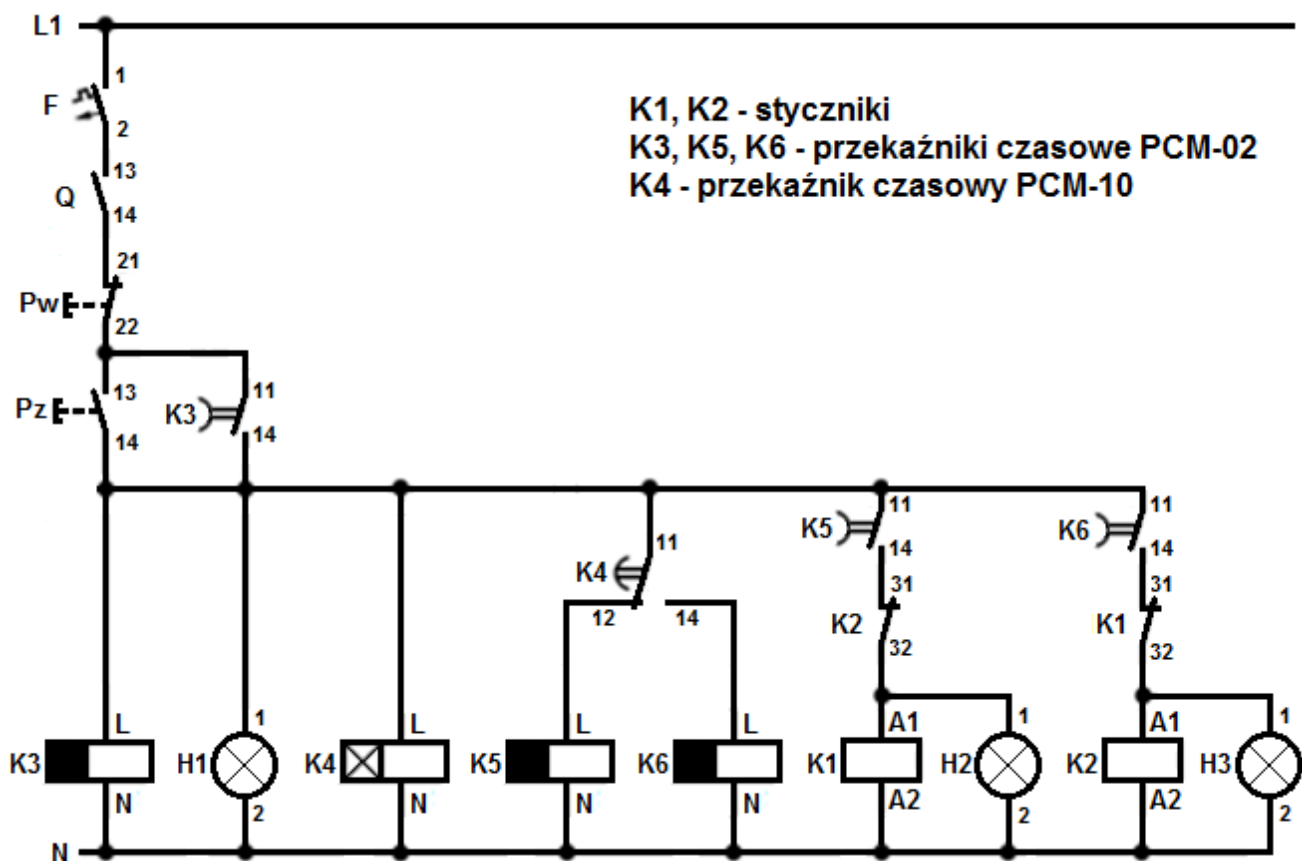 L1
K1, K2 - styczniki
K3, K5, K6 - przekaźniki czasowe PCM-02
K4 - przekaźnik czasowy PCM-10
1
F
2
13
Q
14
21
Pw
22
13 11
Pz K3
14 14
11 11
K5 K6
11 14 14
K4 31 31
12 14 K2 K1
32 32
L 1 L L L A1 1 A1 1
K3 H1 K4 K5 K6 K1 H2 K2 H3
N 2 N N N A2 2 A2 2
N